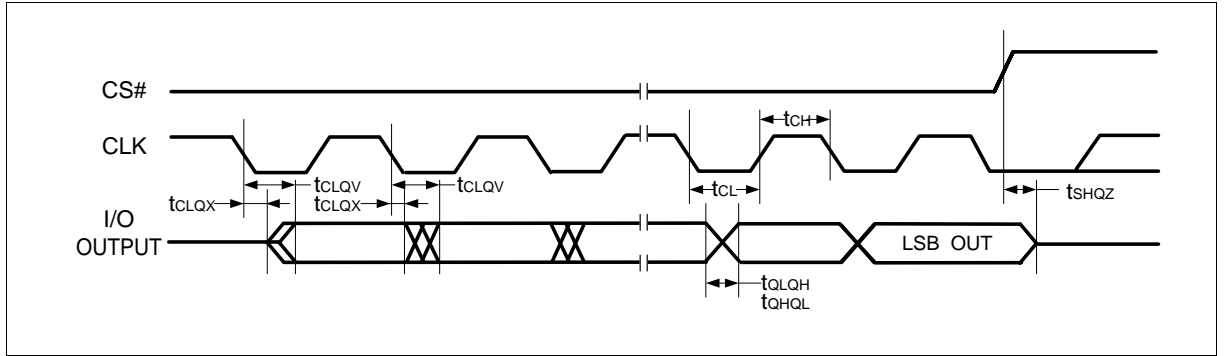 CS#
CLK
tCH
tCLQV
tCLQV
tCL
tSHQZ
tCLQX
tCLQX
I/O
OUTPUT
LSB OUT
tQLQH
tQHQL